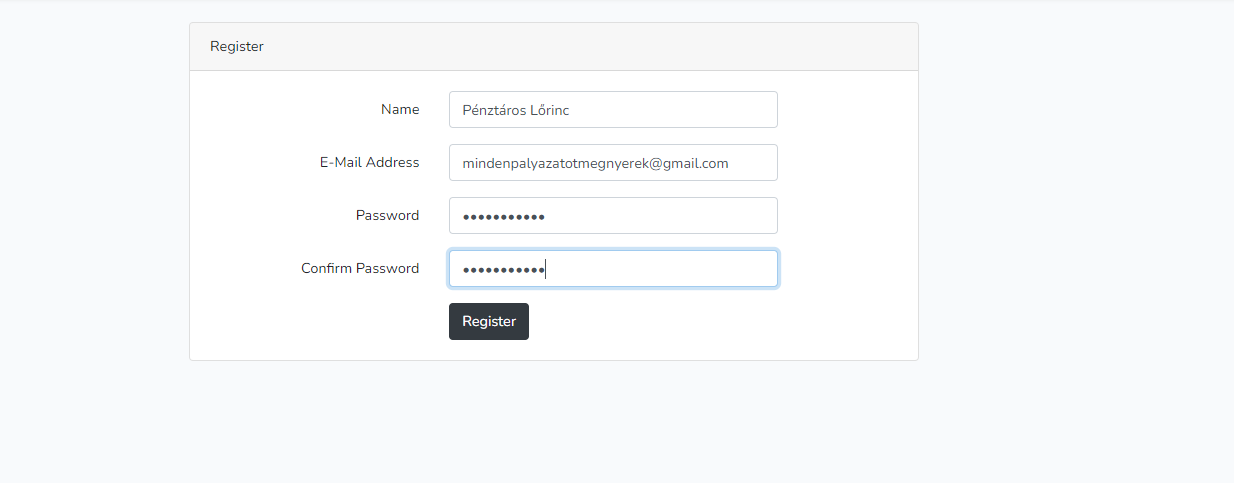 Register
Name
Pénztáros Lőrinc
E-Mail Address
mindenpalyazatotmegnyerek@gmail.com
Password
●●●●●●●●●●●
Confirm Password
●●●●●●●●●●●
Register